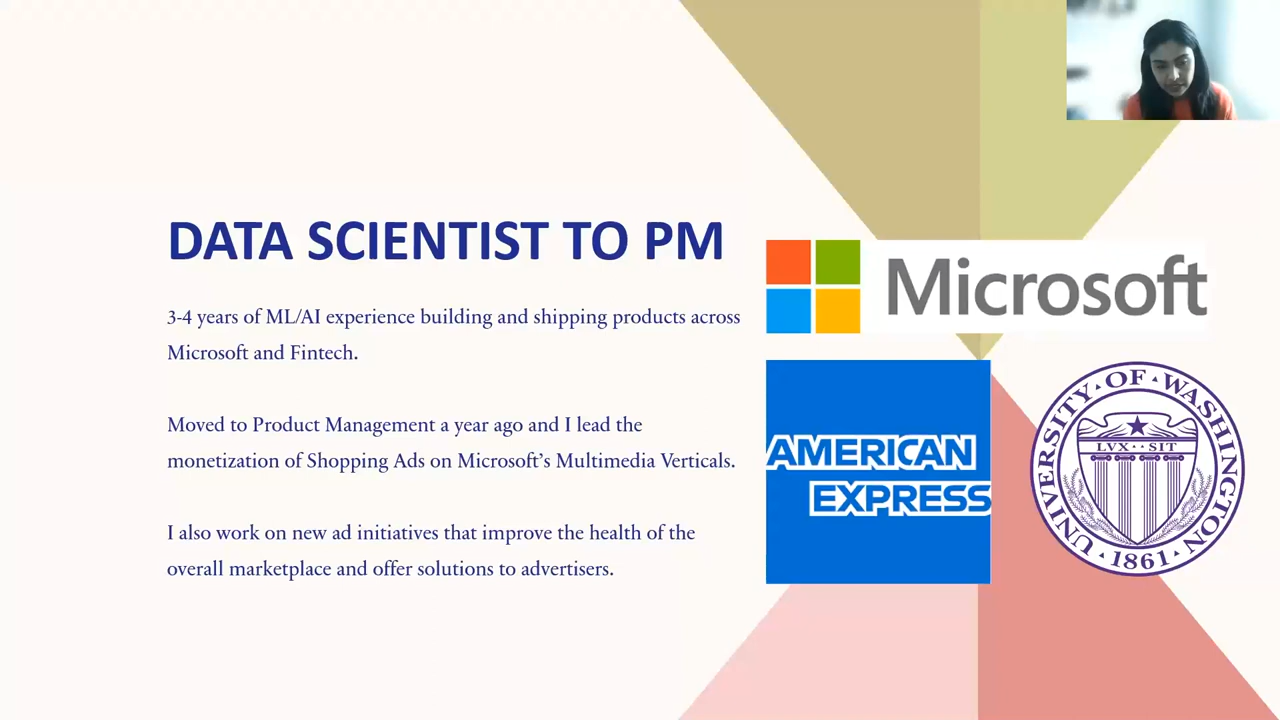 DATA SCIENTIST TO PM
3-4 years of ML/AI experience building and shipping products across
Microsoft and Fintech.
Moved to Product Management a year ago and I lead the
monetization of Shopping Ads on Microsoft’s Multimedia Verticals.
I also work on new ad initiatives that improve the health of the
overall marketplace and offer solutions to advertisers.
Microsoft
AMERICAN
EXPRESS
UNIVERSITY OF WASHINGTON
LVX SIT
1861